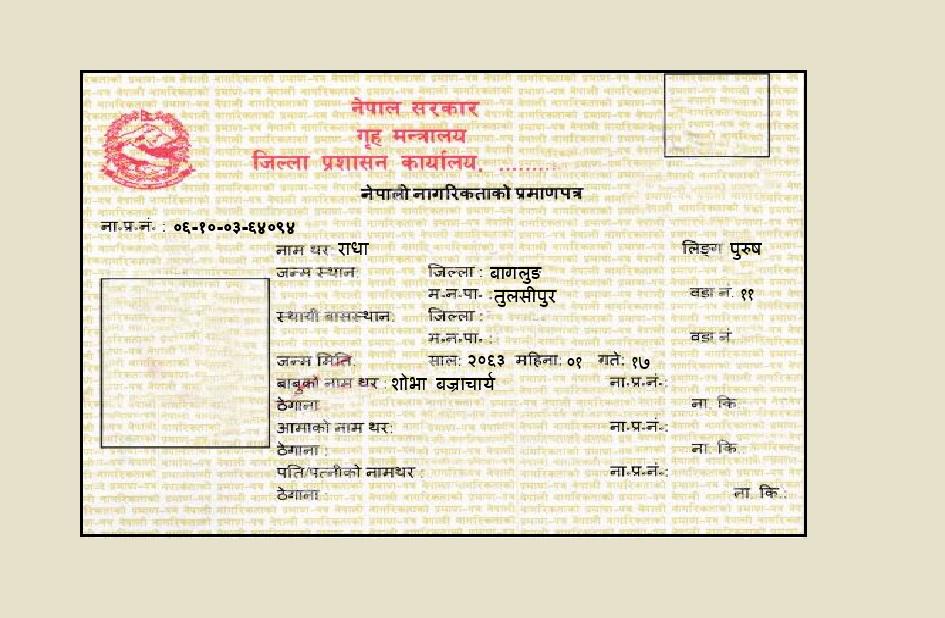 नेपाल सरकार
गृह मन्त्रालय
जिल्ला प्रशासन कार्यालय, .........
नेपाली नागरिकताको प्रमाणपत्र
ना.प्र.नं. : ०६-१०-०३-६४०९४
नाम थर: राधा लिङ्ग: पुरुष
जन्म स्थान: जिल्ला : बागलुङ
म.न.पा. : तुलसीपुर वडा नं. ११
स्थायी बासस्थान: जिल्ला :
म.न.पा. : वडा नं.
जन्म मिति: साल: २०६३ महिना: ०१ गते: १७
बाबुको नाम थर : शोभा बज्राचार्य ना.प्र.नं.:
ठेगाना: ना. कि.:
आमाको नाम थर: ना.प्र.नं.:
ठेगाना : ना. कि.:
पति/पत्नीको नामथर : ना.प्र.नं.:
ठेगाना : ना. कि.: